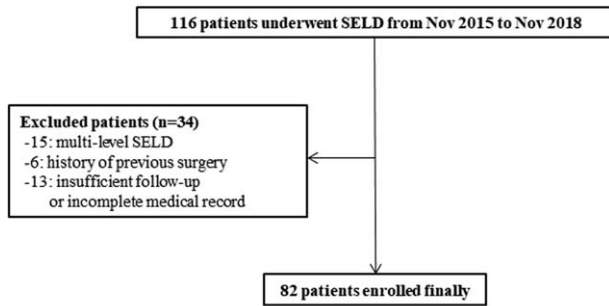 116 patients underwent SELD from Nov 2015 to Nov 2018
Excluded patients (n=34)
-15: multi-level SELD
-6: history of previous surgery
-13: insufficient follow-up
or incomplete medical record
82 patients enrolled finally